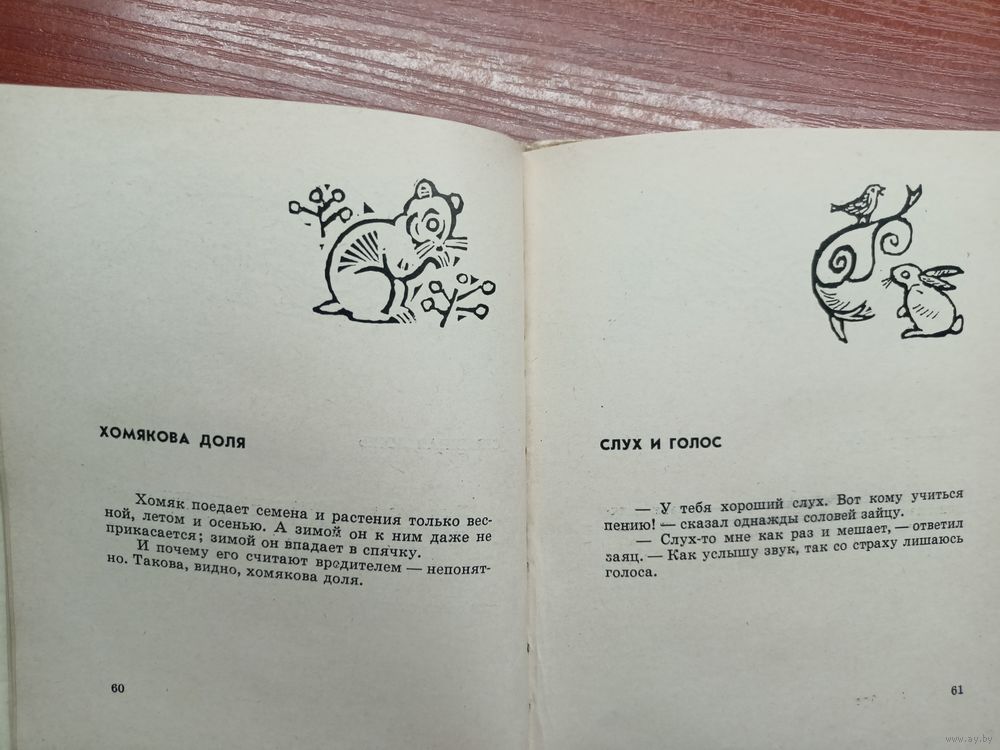 ХОМЯКОВА ДОЛЯ
Хомяк поедает семена и растения только вес-
ной, летом и осенью. А зимой он к ним даже не
прикасается; зимой он впадает в спячку.
И почему его считают вредителем — непонят-
но. Такова, видно, хомякова доля.
60
СЛУХ И ГОЛОС
— У тебя хороший слух. Вот кому учиться
пению! — сказал однажды соловей зайцу.
— Слух-то мне как раз и мешает, — ответил
заяц. — Как услышу звук, так со страху лишаюсь
голоса.
61
www.ay.by